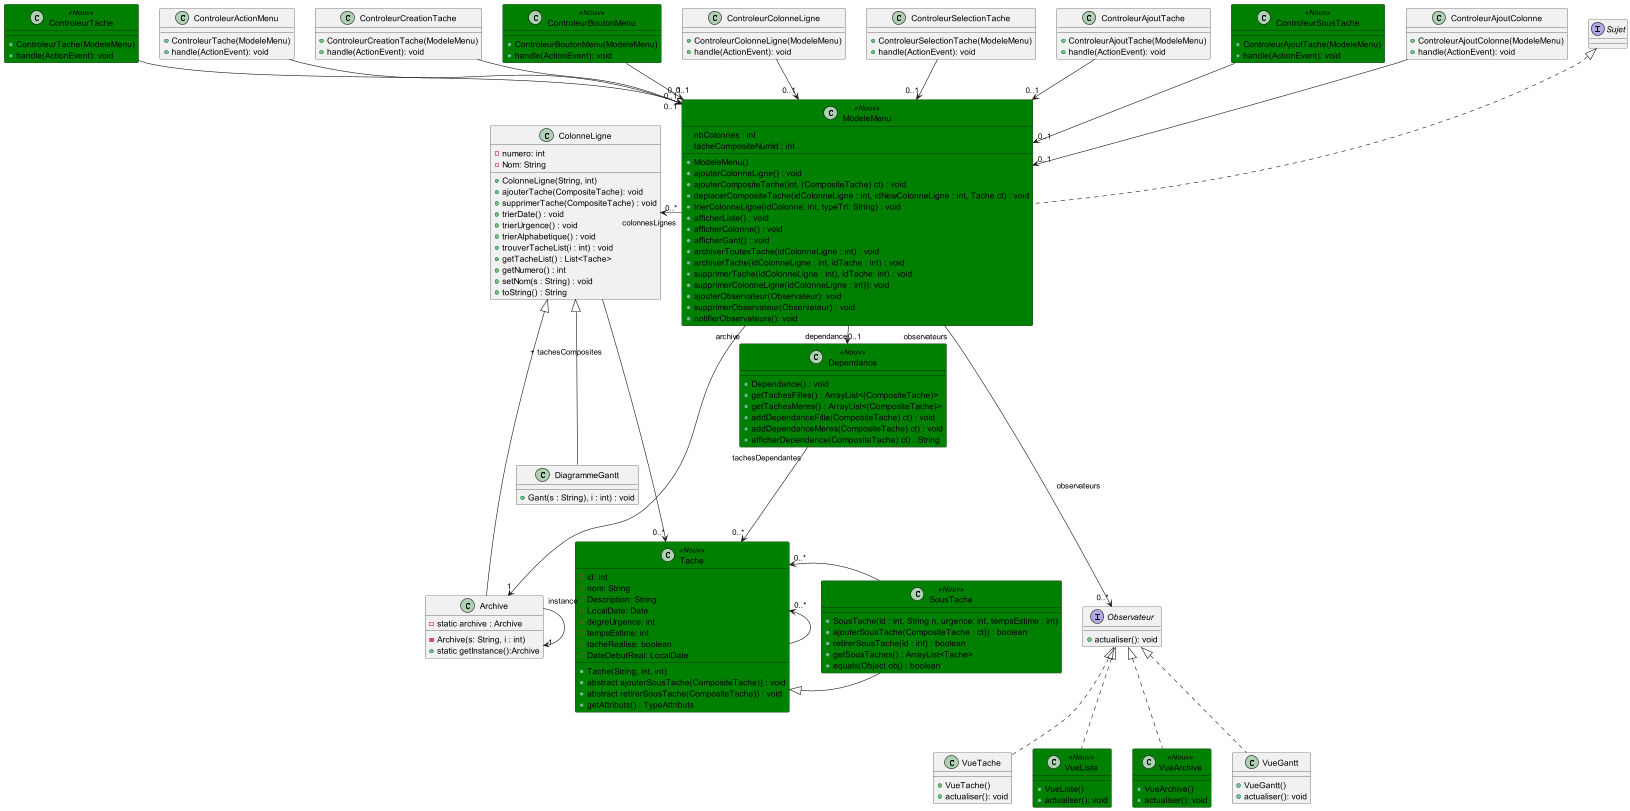 «Nouv»
ControleurTache
ControleurTache(ModeleMenu)
handle(ActionEvent): void
ControleurActionMenu
ControleurTache(ModeleMenu)
handle(ActionEvent): void
ControleurCreationTache
ControleurCreationTache(ModeleMenu)
handle(ActionEvent): void
«Nouv»
ControleurBoutonMenu
ControleurBoutonMenu(ModeleMenu)
handle(ActionEvent): void
ControleurColonneLigne
ControleurColonneLigne(ModeleMenu)
handle(ActionEvent): void
ControleurSelectionTache
ControleurSelectionTache(ModeleMenu)
handle(ActionEvent): void
ControleurAjoutTache
ControleurAjoutTache(ModeleMenu)
handle(ActionEvent): void
«Nouv»
ControleurSousTache
ControleurAjoutTache(ModeleMenu)
handle(ActionEvent): void
ControleurAjoutColonne
ControleurAjoutColonne(ModeleMenu)
handle(ActionEvent): void
Sujet
0..1
0..1
0..1
0..1
0..1
0..1
0..1
0..1
0..1
«Nouv»
ModeleMenu
nbColonnes : int
tacheCompositeNumId : int
ModeleMenu()
ajouterColonneLigne() : void
ajouterCompositeTache(int, (CompositeTache) ct) : void
deplacerCompositeTache(idColonneLigne : int, idNewColonneLigne : int, Tache ct) : void
trierColonneLigne(idColonne: int, typeTri: String) : void
afficherListe() : void
afficherColonne() : void
afficherGant() : void
archiverToutesTache(idColonneLigne : int) : void
archiverTache(idColonneLigne : int, idTache : int) : void
supprimerTache(idColonneLigne : int), idTache: int) : void
supprimerColonneLigne(idColonneLigne : int)): void
ajouterObservateur(Observateur): void
supprimerObservateur(Observateur) : void
notifierObservateurs(): void
ColonneLigne
numero: int
Nom: String
ColonneLigne(String, int)
ajouterTache(CompositeTache): void
supprimerTache(CompositeTache) : void
trierDate() : void
trierUrgence() : void
trierAlphabetique() : void
trouverTacheList(i : int) : void
getTacheList() : List<Tache>
getNumero() : int
setNom(s : String) : void
toString() : String
0..*
colonnesLignes
archive
dependance
0..1
observateurs
+ tachesComposites
«Nouv»
Dependance
Dependance() : void
getTachesFilles() : ArrayList<(CompositeTache)>
getTachesMeres() : ArrayList<(CompositeTache)>
addDependanceFille(CompositeTache) ct) : void
addDependanceMeres(CompositeTache) ct) : void
afficherDependance(CompositeTache) ct) : String
tachesDependantes
DiagrammeGantt
Gant(s : String), i : int) : void
observateurs
0..*
0..*
1
0..*
Archive
static archive : Archive
Archive(s: String, i : int)
static getInstance():Archive
instance
1
«Nouv»
Tache
id: int
nom: String
Description: String
LocalDate: Date
degreUrgence: int
tempsEstime: int
tacheRealise: boolean
DateDebutReal: LocalDate
Tache(String, int, int)
abstract ajouterSousTache(CompositeTache)) : void
abstract retirerSousTache(CompositeTache)) : void
getAttributs() : TypeAttributs
0..*
0..*
«Nouv»
SousTache
SousTache(id : int, String n, urgence: int, tempsEstime : int)
ajouterSousTache(CompositeTache : ct)) : boolean
retirerSousTache(id : int) : boolean
getSousTaches() : ArrayList<Tache>
equals(Object obj) : boolean
Observateur
actualiser(): void
VueTache
VueTache()
actualiser(): void
«Nouv»
VueListe
VueListe()
actualiser(): void
«Nouv»
VueArchive
VueArchive()
actualiser(): void
VueGantt
VueGantt()
actualiser(): void